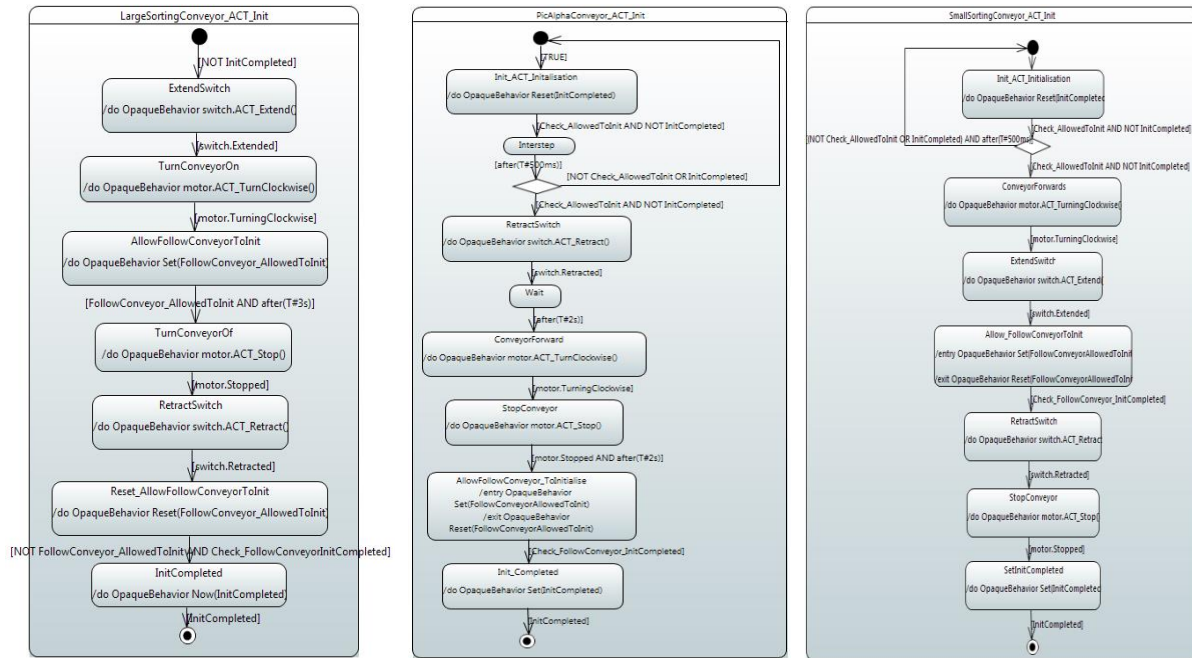 LargeSortingConveyor_ACT_Init
[NOT InitCompleted]
ExtendSwitch
/do OpaqueBehavior switch.ACT_Extend()
[switch.Extended]
TurnConveyorOn
/do OpaqueBehavior motor.ACT_TurnClockwise()
[motor.TurningClockwise]
AllowFollowConveyorToInit
/do OpaqueBehavior Set(FollowConveyor_AllowedToInit)
[FollowConveyor_AllowedToInit AND after(T#3s)]
TurnConveyorOf
/do OpaqueBehavior motor.ACT_Stop()
[motor.Stopped]
RetractSwitch
/do OpaqueBehavior switch.ACT_Retract()
[switch.Retracted]
Reset_AllowFollowConveyorToInit
/do OpaqueBehavior Reset(FollowConveyor_AllowedToInit)
[NOT FollowConveyor_AllowedToInity AND Check_FollowConveyorInitCompleted]
InitCompleted
/do OpaqueBehavior Now(InitCompleted)
[InitCompleted]
PicAlphaConveyor_ACT_Init
[TRUE]
Init_ACT_Initalisation
/do OpaqueBehavior Reset(InitCompleted)
[Check_AllowedToInit AND NOT InitCompleted]
Interstep
[after(T#500ms)]
[NOT Check_AllowedToInit OR InitCompleted]
[Check_AllowedToInit AND NOT InitCompleted]
RetractSwitch
/do OpaqueBehavior switch.ACT_Retract()
[switch.Retracted]
Wait
[after(T#2s)]
ConveyorForward
/do OpaqueBehavior motor.ACT_TurnClockwise()
[motor.TurningClockwise]
StopConveyor
/do OpaqueBehavior motor.ACT_Stop()
[motor.Stopped AND after(T#2s)]
AllowFollowConveyor_ToInitialise
/entry OpaqueBehavior
Set(FollowConveyorAllowedToInit)
/exit OpaqueBehavior
Reset(FollowConveyorAllowedToInit)
[Check_FollowConveyor_InitCompleted]
Init_Completed
/do OpaqueBehavior Set(InitCompleted)
[InitCompleted]
SmallSortingConveyor_ACT_Init
Init_ACT_Initialisation
/do OpaqueBehavior Reset(InitCompleted
[Check_AllowedToInit AND NOT InitCompleted]
[NOT Check_AllowedToInit OR InitCompleted) AND after(T#500ms]
[Check_AllowedToInit AND NOT InitCompleted]
ConveyorForwards
/do OpaqueBehavior motor.ACT_TurningClockwise(
[motor.TurningClockwise]
ExtendSwitch
/do OpaqueBehavior switch.ACT_Extend(
[switch.Extended]
Allow_FollowConveyorToInit
/entry OpaqueBehavior Set(FollowConveyorAllowedToInit
/exit OpaqueBehavior Reset(FollowConveyorAllowedToInit
[Check_FollowConveyor_InitCompleted]
RetractSwitch
/do OpaqueBehavior switch.ACT_Retract
[switch.Retracted]
StopConveyor
/do OpaqueBehavior motor.ACT_Stop(
[motor.Stopped]
SetInitCompleted
/do OpaqueBehavior Set(InitCompleted
[InitCompleted]